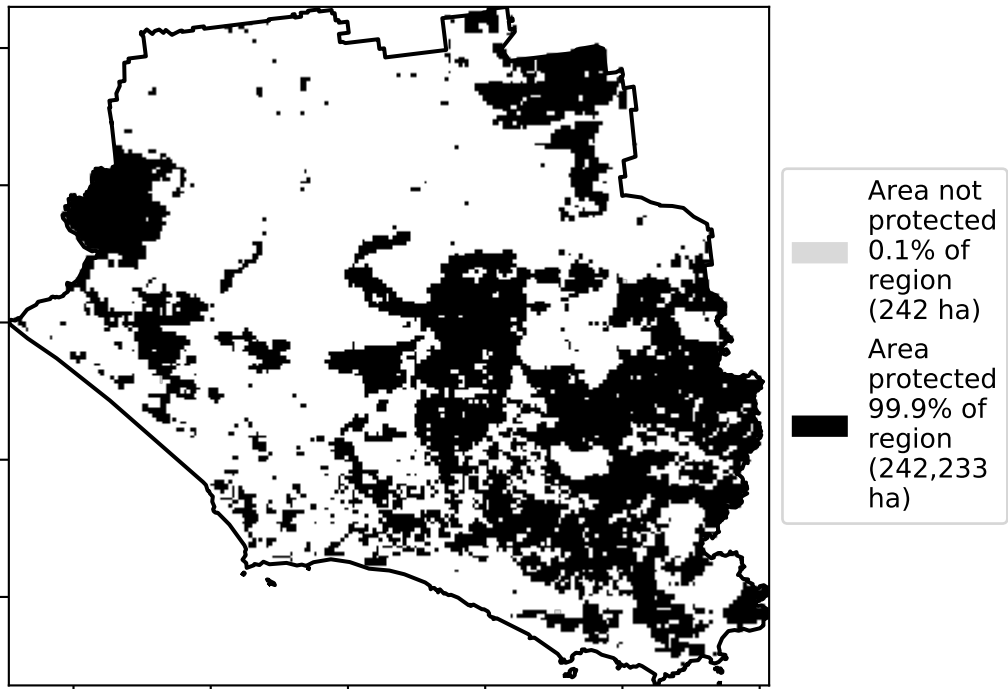 Area not
protected
0.1% of
region
(242 ha)
Area
protected
99.9% of
region
(242,233
ha)